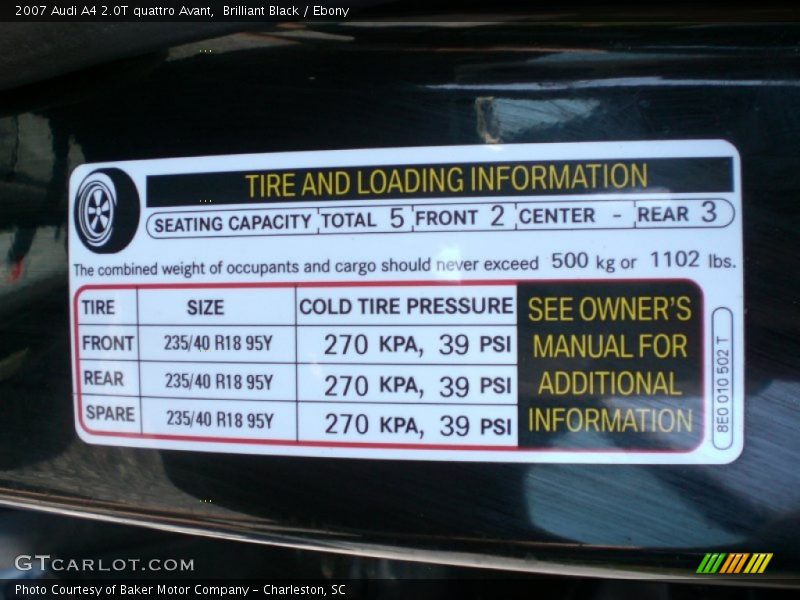 2007 Audi A4 2.0T quattro Avant, Brilliant Black / Ebony
TIRE AND LOADING INFORMATION
SEATING CAPACITY TOTAL 5 FRONT 2 CENTER - REAR 3
The combined weight of occupants and cargo should never exceed 500 kg or 1102 lbs.
TIRE SIZE COLD TIRE PRESSURE
FRONT 235/40 R18 95Y 270 KPA, 39 PSI
REAR 235/40 R18 95Y 270 KPA, 39 PSI
SPARE 235/40 R18 95Y 270 KPA, 39 PSI
SEE OWNER'S
MANUAL FOR
ADDITIONAL
INFORMATION
8E0 010 502 T
GTCARLOT.COM
Photo Courtesy of Baker Motor Company - Charleston, SC